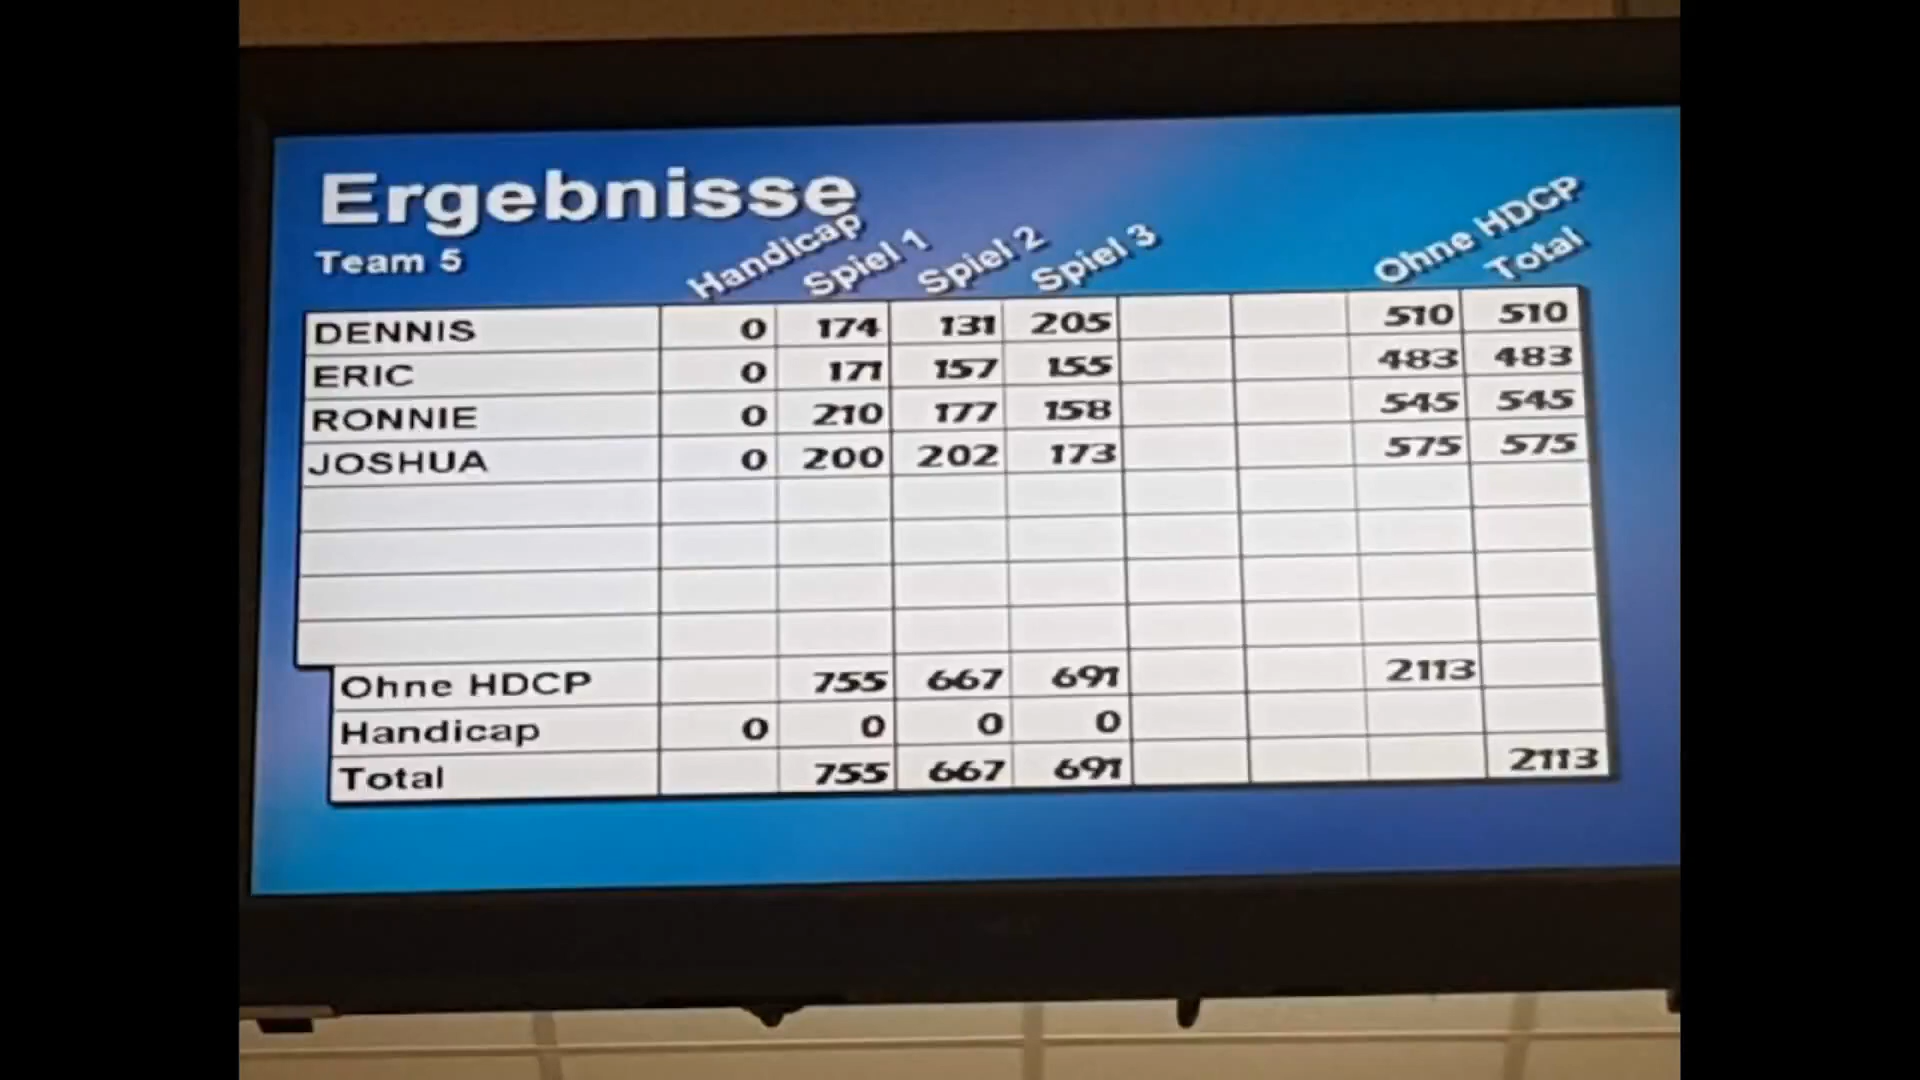 Ergebnisse
Team 5
Handicap Spiel 1 Spiel 2 Spiel 3 Ohne HDCP Total
DENNIS 0 174 131 205 510 510
ERIC 0 171 157 155 483 483
RONNIE 0 210 177 158 545 545
JOSHUA 0 200 202 173 575 575
Ohne HDCP 755 667 691 2113
Handicap 0 0 0 0
Total 755 667 691 2113